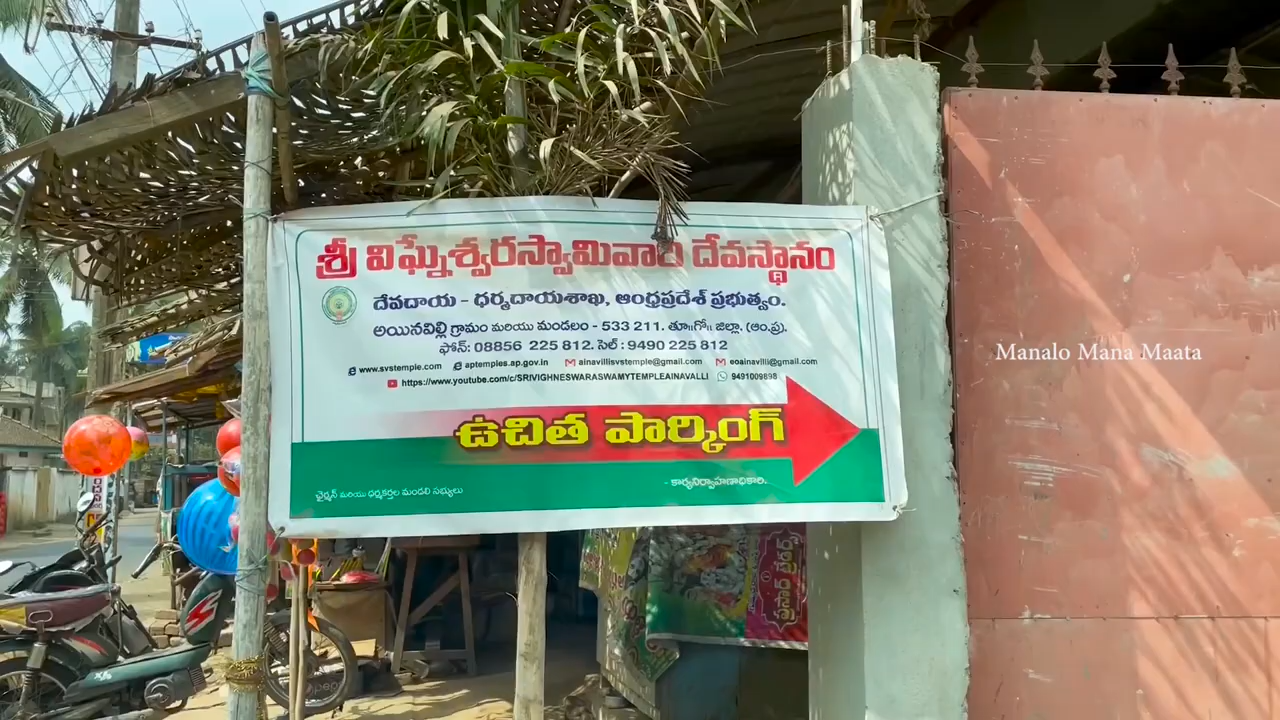 శ్రీ విఘ్నేశ్వరస్వామివారి దేవస్థానం
దేవదాయ - ధర్మదాయశాఖ, ఆంధ్రప్రదేశ్ ప్రభుత్వం.
అయినవిల్లి గ్రామం మరియు మండలం - 533 211. తూ॥గో॥ జిల్లా. (ఆం.ప్ర).
ఫోన్: 08856 225 812. సెల్ : 9490 225 812
www.svstemple.com aptemples.ap.gov.in ainavillisvstemple@gmail.com eoainavilli@gmail.com
https://www.youtube.com/c/SRIVIGHNESWARASWAMYTEMPLEAINAVALLI 9491009898
ఉచిత పార్కింగ్
ఛైర్మన్ మరియు ధర్మకర్తల మండలి సభ్యులు
- కార్యనిర్వాహణాధికారి.
Manalo Mana Maata